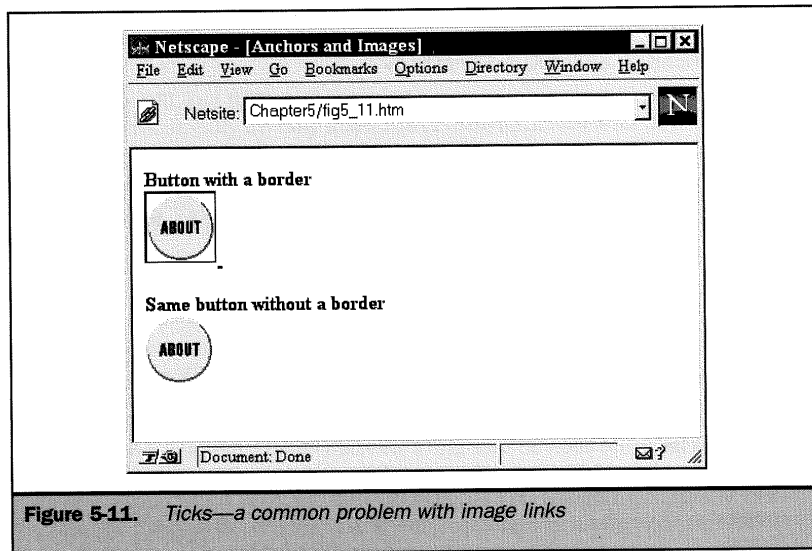 Netscape - [Anchors and Images]
File Edit View Go Bookmarks Options Directory Window Help
Netsite: Chapter5/fig5_11.htm
N
Button with a border
ABOUT
Same button without a border
ABOUT
Document: Done
?
Figure 5-11. Ticks—a common problem with image links